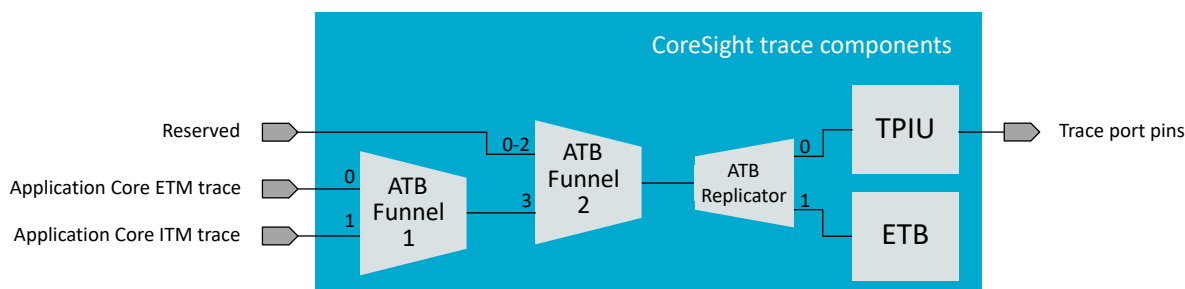 CoreSight trace components
Reserved
0-2
ATB
Funnel
2
ATB
Replicator
0
TPIU
Trace port pins
Application Core ETM trace
0
ATB
Funnel
1
3
1
ETB
Application Core ITM trace
1